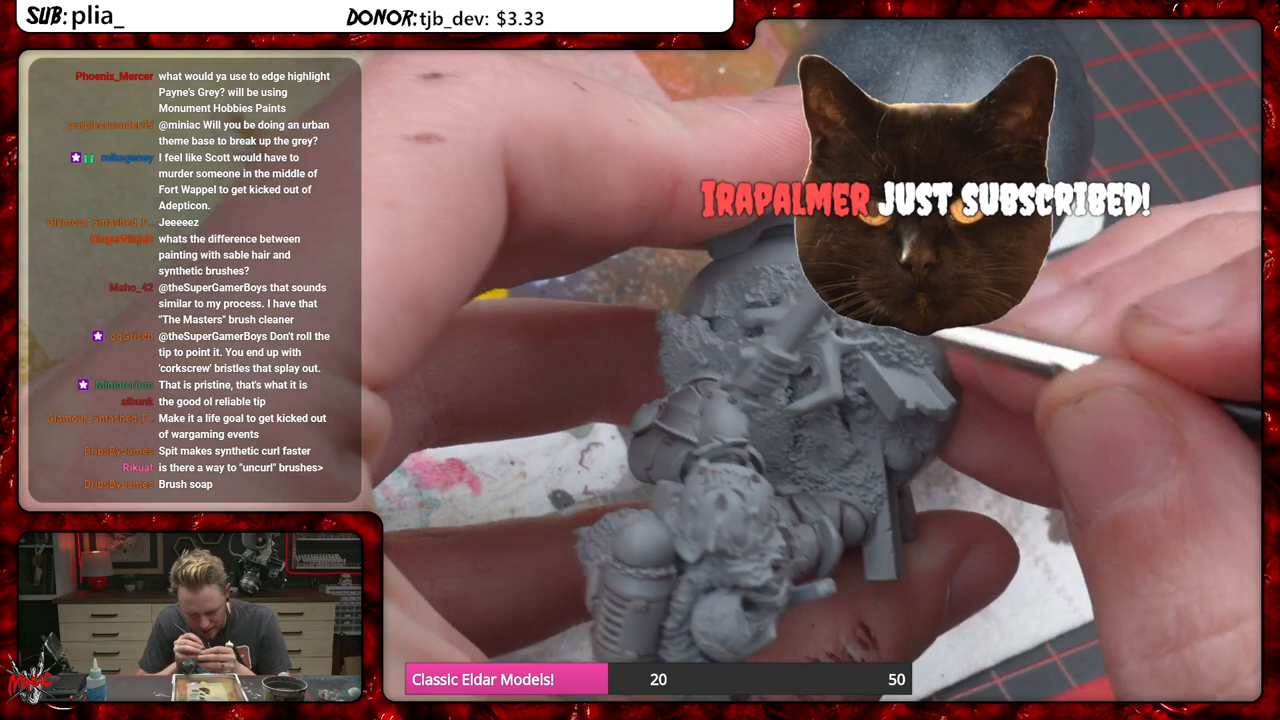 SUB: plia_
DONOR: tjb_dev: $3.33
Phoenix_Mercer what would ya use to edge highlight
Payne's Grey? will be using
Monument Hobbies Paints
@miniac Will you be doing an urban
theme base to break up the grey?
mikegeney I feel like Scott would have to
murder someone in the middle of
Fort Wappel to get kicked out of
Adepticon.
Glamour_Smashed_F.. Jeeeeez
GingerNinja0 whats the difference between
painting with sable hair and
synthetic brushes?
Maho_42 @theSuperGamerBoys that sounds
similar to my process. I have that
"The Masters" brush cleaner
ogGrisch @theSuperGamerBoys Don't roll the
tip to point it. You end up with
'corkscrew' bristles that splay out.
Miniatorium That is pristine, that's what it is
the good ol reliable tip
Glamour_Smashed_F.. Make it a life goal to get kicked out
of wargaming events
DripsByJames Spit makes synthetic curl faster
Rikuat is there a way to "uncurl" brushes>
DripsByJames Brush soap
IRAPALMER JUST SUBSCRIBED!
Classic Eldar Models! 20 50